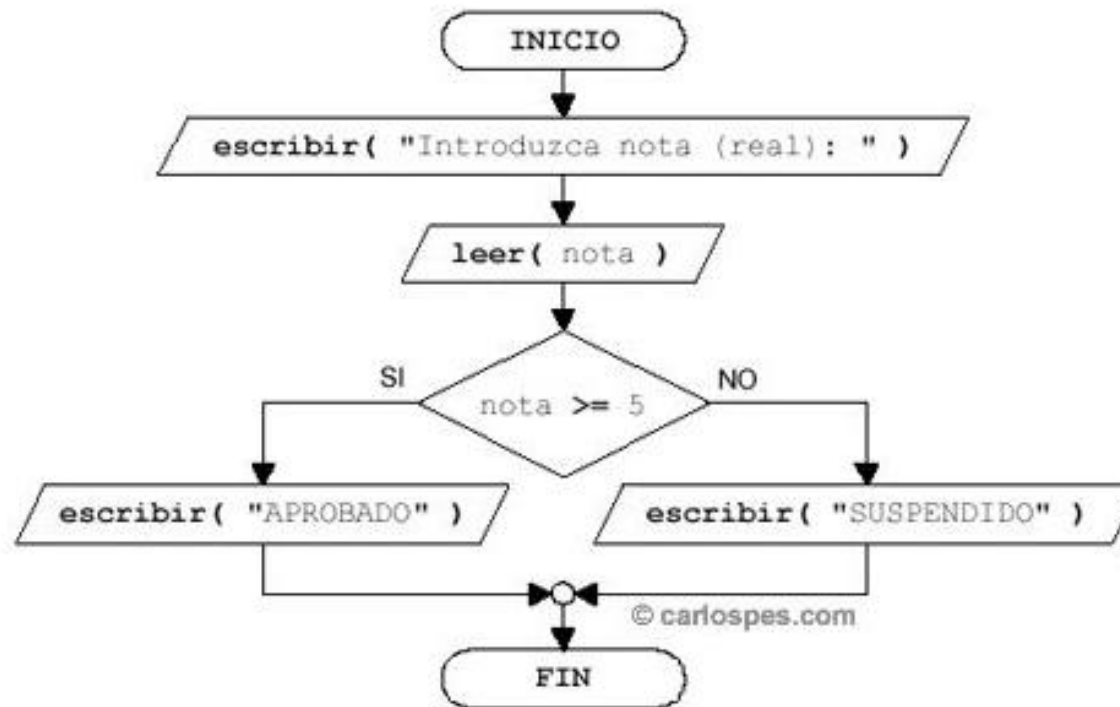 INICIO
escribir( "Introduzca nota (real): " )
leer( nota )
SI
NO
nota >= 5
escribir( "APROBADO" )
escribir( "SUSPENDIDO" )
© carlospes.com
FIN